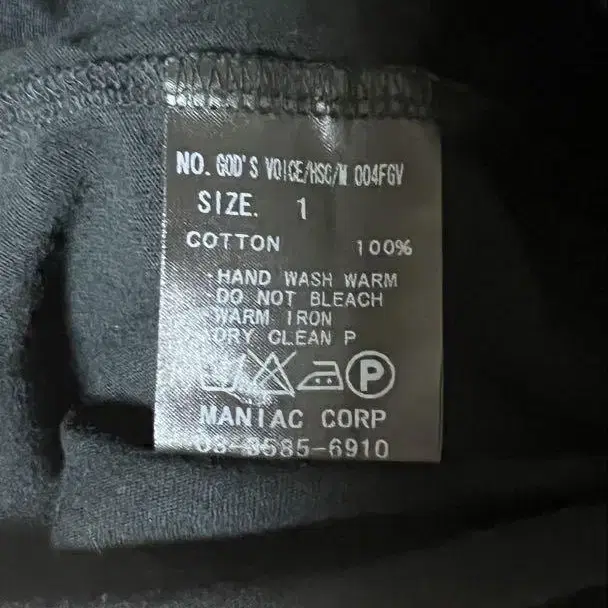 NO. GOD'S VOICE/HSC/M 004FGV
SIZE. 1
COTTON 100%
·HAND WASH WARM
·DO NOT BLEACH
·WARM IRON
·DRY CLEAN P
P
MANIAC CORP
03-3585-6910